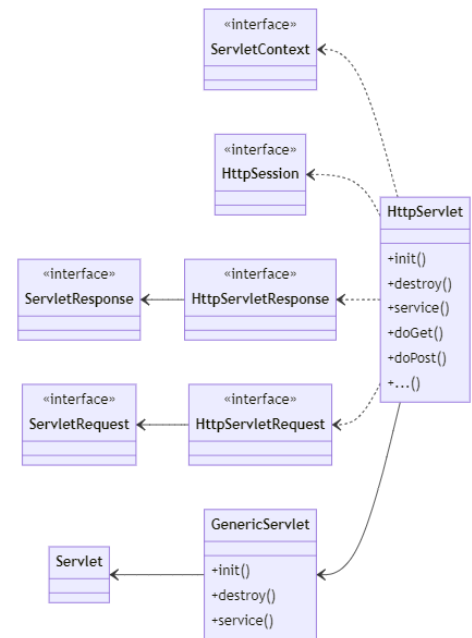 «interface»
ServletContext
«interface»
HttpSession
HttpServlet
+init()
+destroy()
+service()
+doGet()
+doPost()
+...()
«interface»
ServletResponse
«interface»
HttpServletResponse
«interface»
ServletRequest
«interface»
HttpServletRequest
GenericServlet
+init()
+destroy()
+service()
Servlet